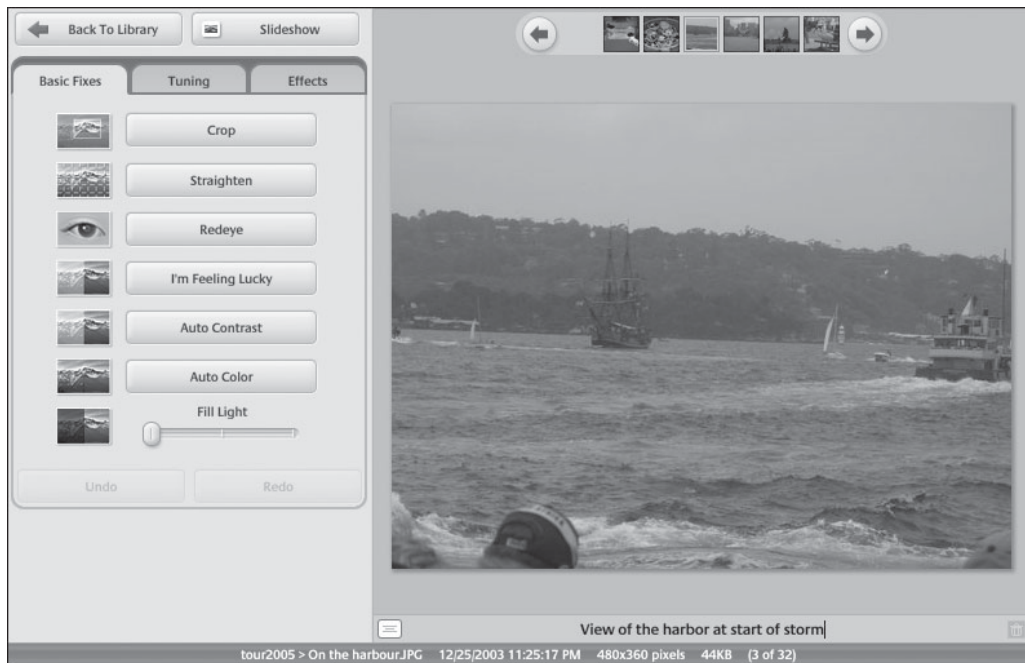 Back To Library
Slideshow
Basic Fixes
Tuning
Effects
Crop
Straighten
Redeye
I'm Feeling Lucky
Auto Contrast
Auto Color
Fill Light
Undo
Redo
View of the harbor at start of storm
tour2005 > On the harbour.JPG 12/25/2003 11:25:17 PM 480x360 pixels 44KB (3 of 32)